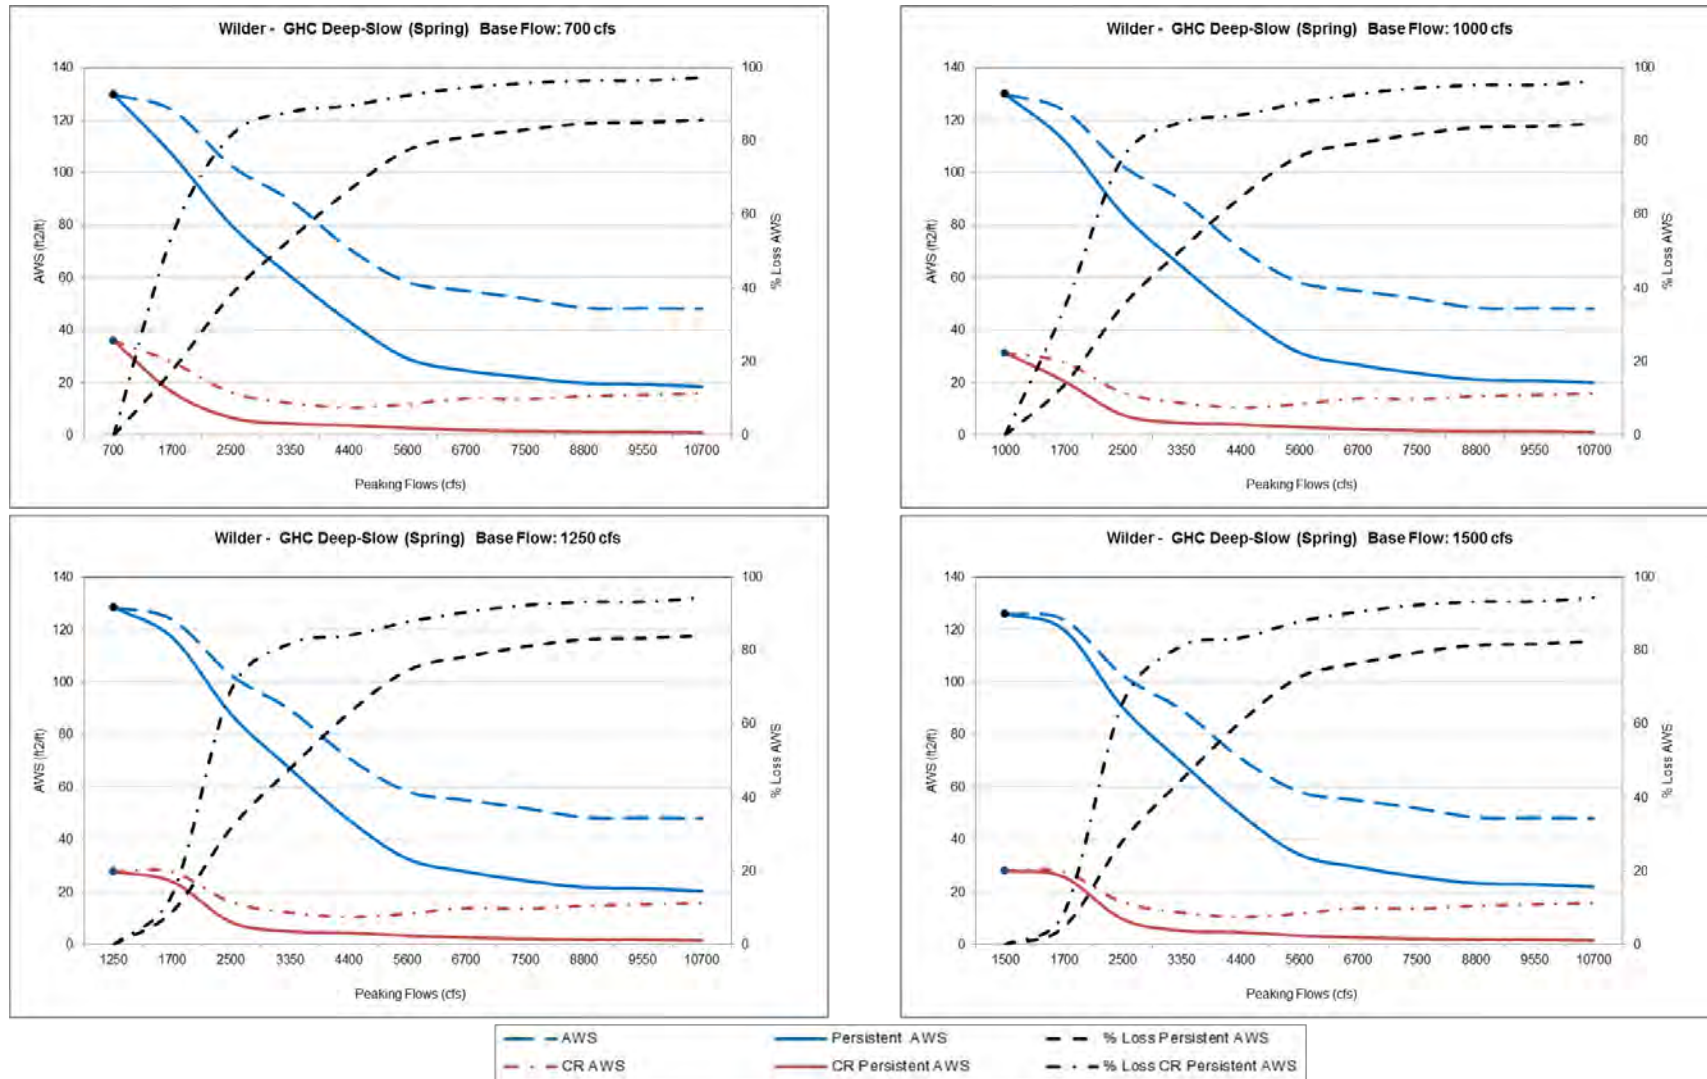 Wilder - GHC Deep-Slow (Spring) Base Flow: 700 cfs
140
120
100
80
60
40
20
0
AWS (ft2/ft)
100
80
60
40
20
0
% Loss AWS
700 1700 2500 3350 4400 5600 6700 7500 8800 9550 10700
Peaking Flows (cfs)
Wilder - GHC Deep-Slow (Spring) Base Flow: 1000 cfs
140
120
100
80
60
40
20
0
AWS (ft2/ft)
100
80
60
40
20
0
% Loss AWS
1000 1700 2500 3350 4400 5600 6700 7500 8800 9550 10700
Peaking Flows (cfs)
Wilder - GHC Deep-Slow (Spring) Base Flow: 1250 cfs
140
120
100
80
60
40
20
0
AWS (ft2/ft)
100
80
60
40
20
0
% Loss AWS
1250 1700 2500 3350 4400 5600 6700 7500 8800 9550 10700
Peaking Flows (cfs)
Wilder - GHC Deep-Slow (Spring) Base Flow: 1500 cfs
140
120
100
80
60
40
20
0
AWS (ft2/ft)
100
80
60
40
20
0
% Loss AWS
1500 1700 2500 3350 4400 5600 6700 7500 8800 9550 10700
Peaking Flows (cfs)
AWS Persistent AWS % Loss Persistent AWS
CR AWS CR Persistent AWS % Loss CR Persistent AWS